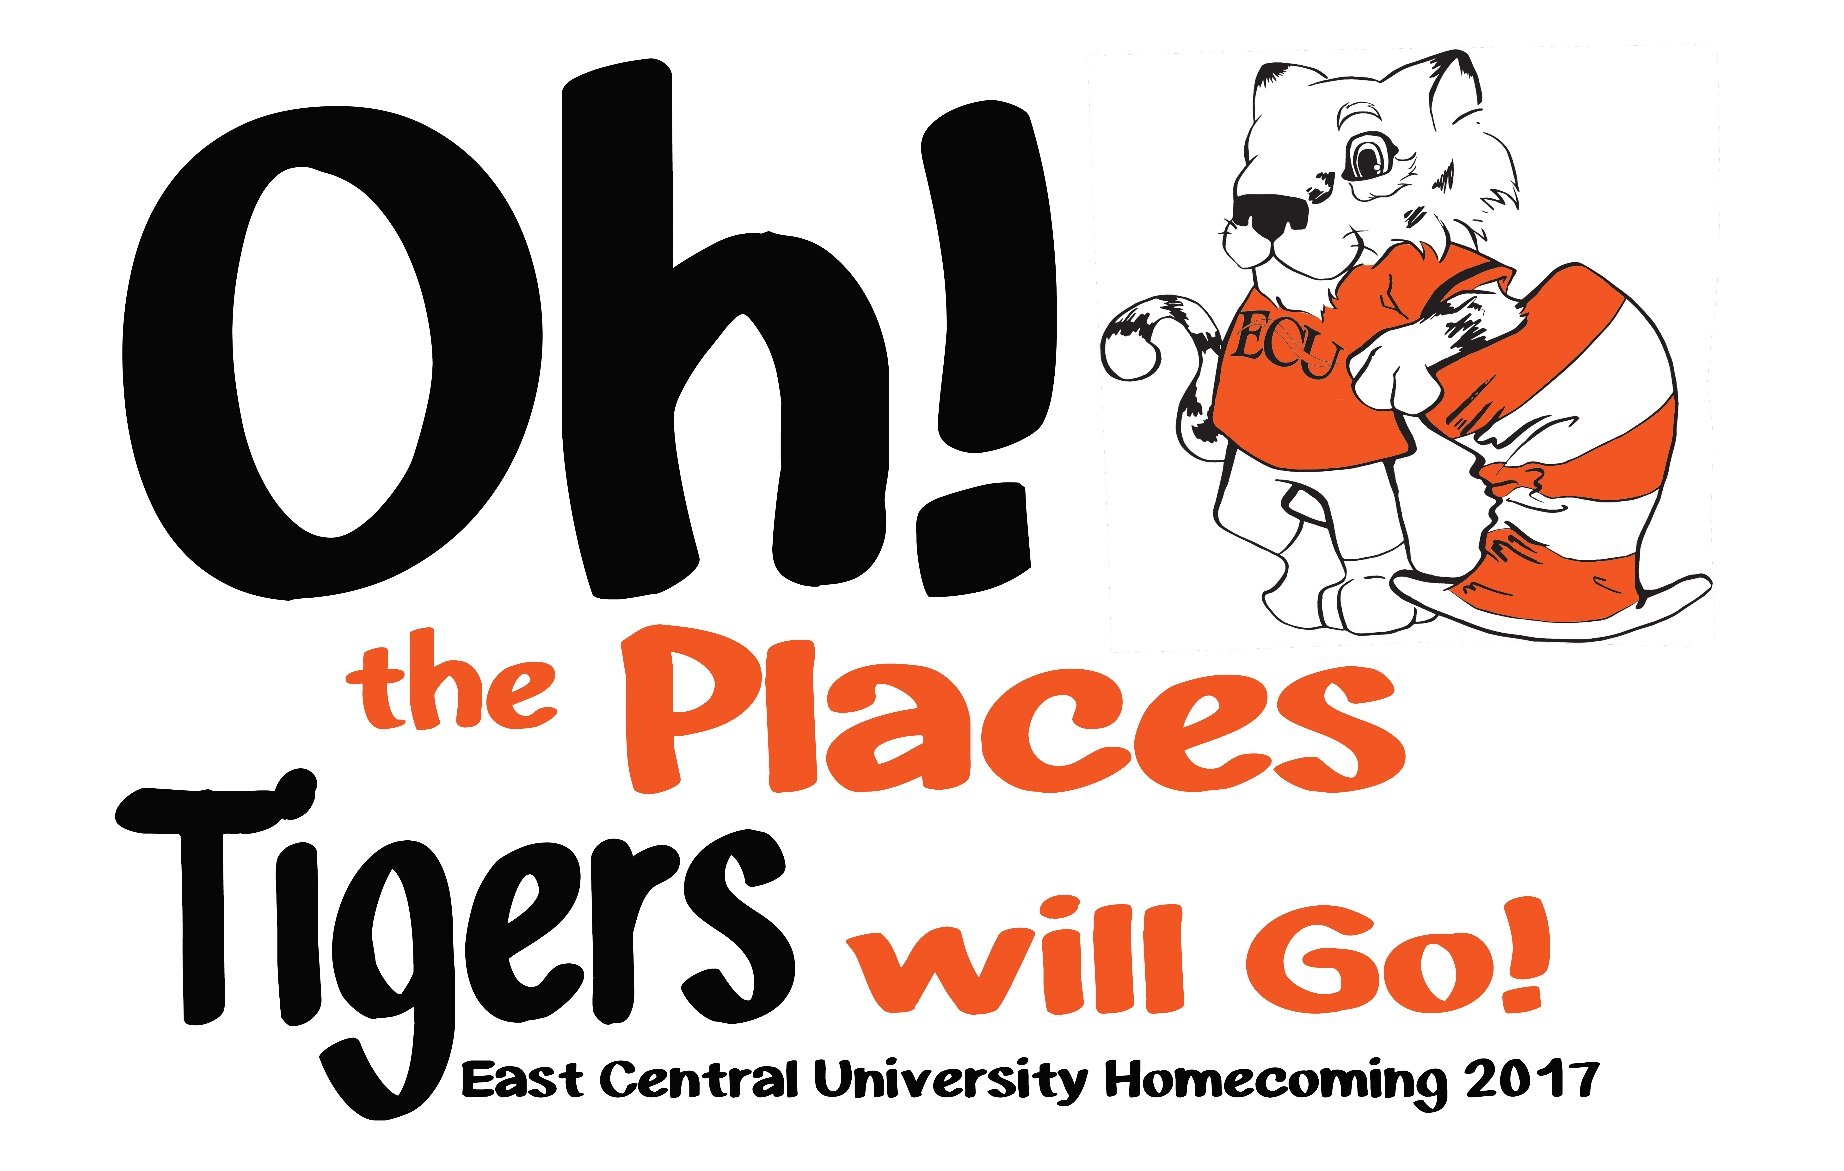 Oh!
ECU
the Places
Tigers will Go!
East Central University Homecoming 2017